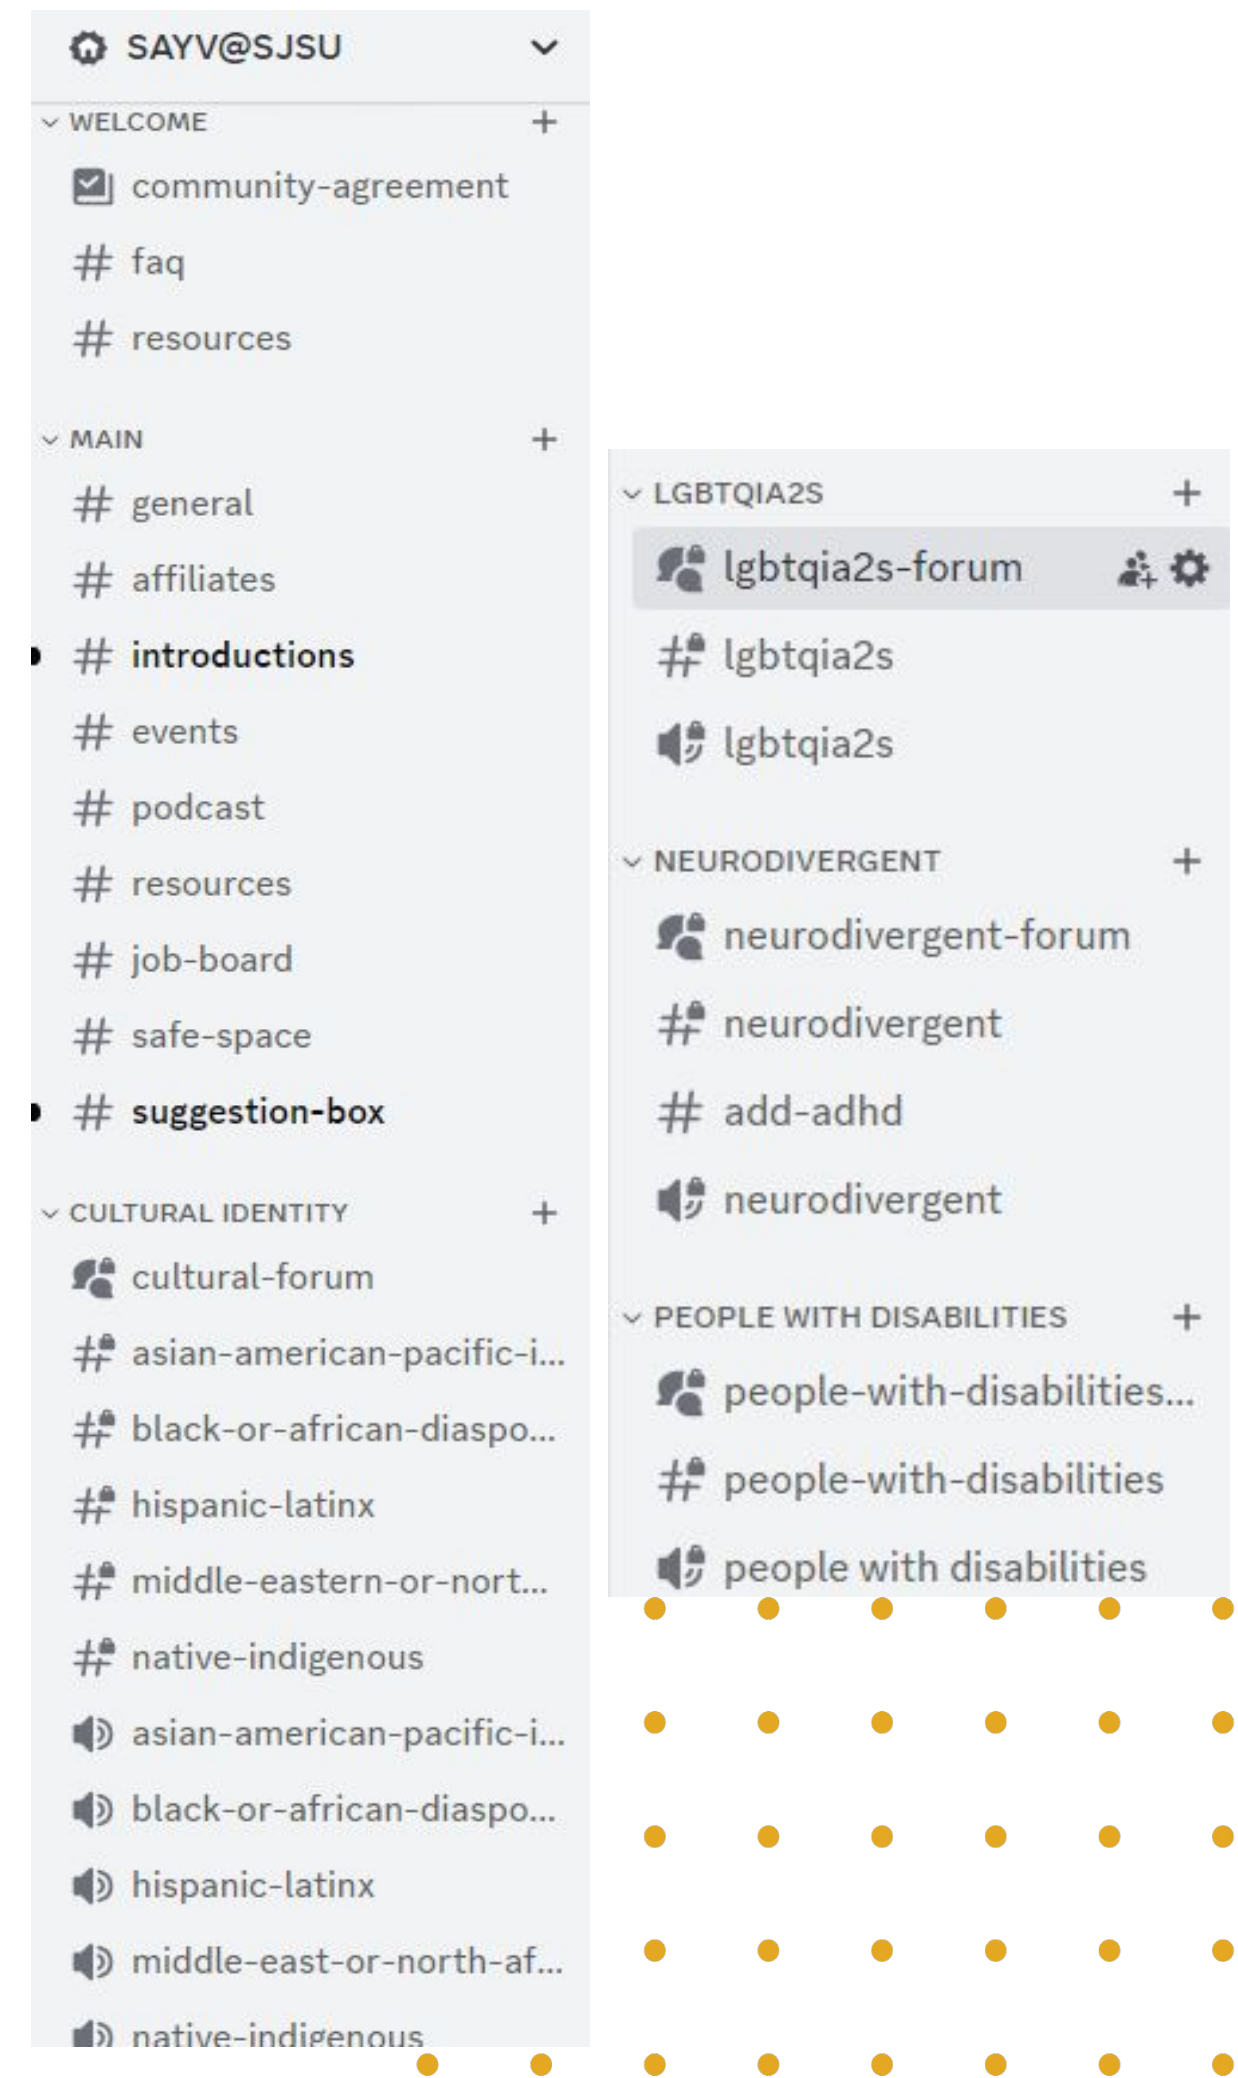 SAYV@SJSU
WELCOME
community-agreement
faq
resources
MAIN
general
affiliates
introductions
events
podcast
resources
job-board
safe-space
suggestion-box
CULTURAL IDENTITY
cultural-forum
asian-american-pacific-i...
black-or-african-diaspo...
hispanic-latinx
middle-eastern-or-nort...
native-indigenous
asian-american-pacific-i...
black-or-african-diaspo...
hispanic-latinx
middle-east-or-north-af...
native-indigenous
LGBTQIA2S
lgbtqia2s-forum
lgbtqia2s
lgbtqia2s
NEURODIVERGENT
neurodivergent-forum
neurodivergent
add-adhd
neurodivergent
PEOPLE WITH DISABILITIES
people-with-disabilities...
people-with-disabilities
people with disabilities